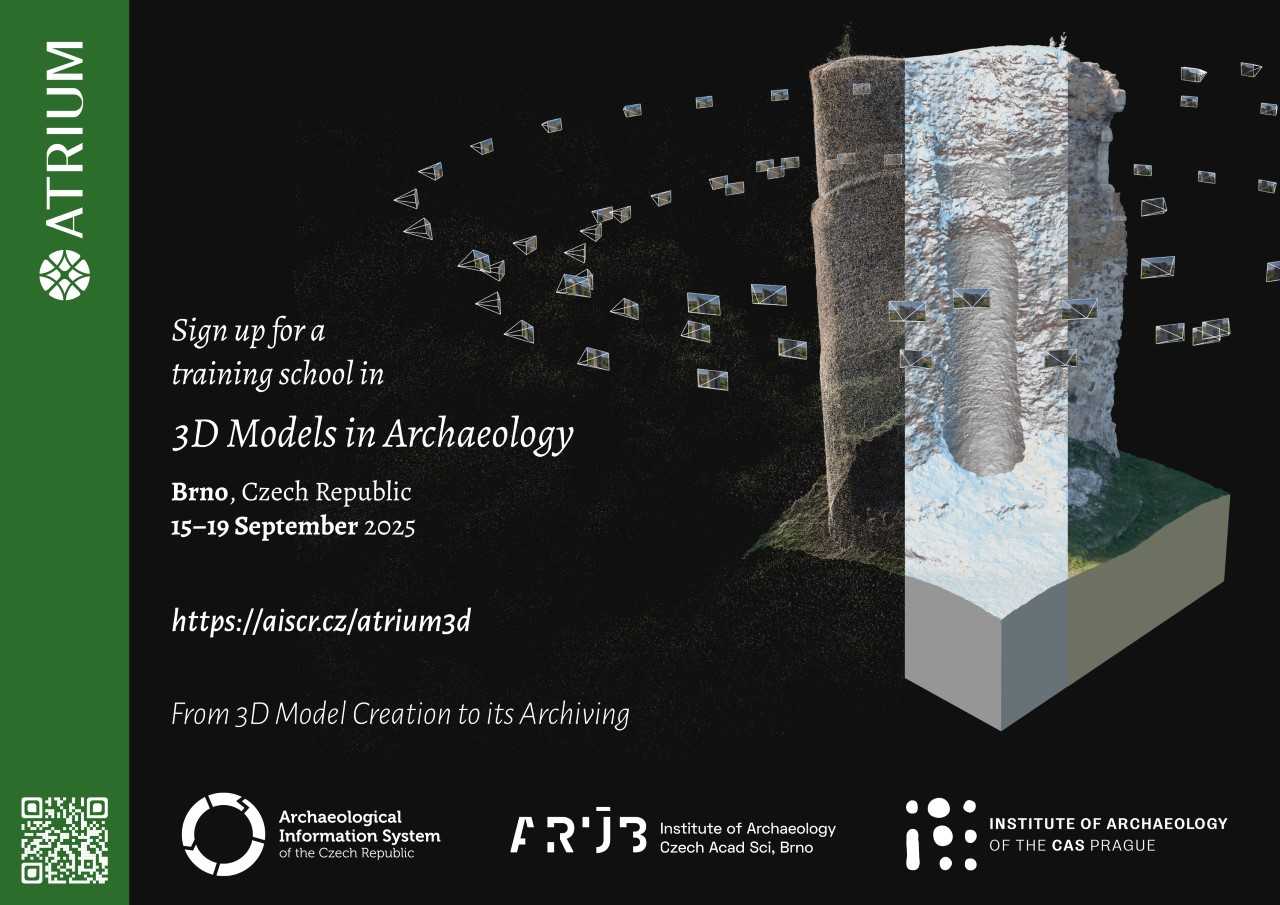 ATRIUM
Sign up for a
training school in
3D Models in Archaeology
Brno, Czech Republic
15–19 September 2025
https://aiscr.cz/atrium3d
From 3D Model Creation to its Archiving
Archaeological
Information System
of the Czech Republic
ARÚB
Institute of Archaeology
Czech Acad Sci, Brno
INSTITUTE OF ARCHAEOLOGY
OF THE CAS PRAGUE